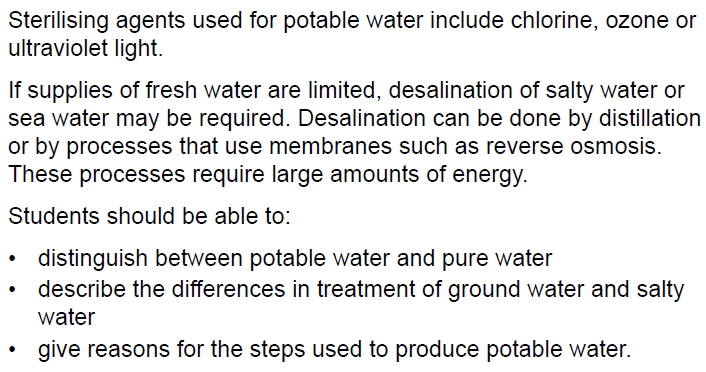 Sterilising agents used for potable water include chlorine, ozone or
ultraviolet light.
If supplies of fresh water are limited, desalination of salty water or
sea water may be required. Desalination can be done by distillation
or by processes that use membranes such as reverse osmosis.
These processes require large amounts of energy.
Students should be able to:
• distinguish between potable water and pure water
• describe the differences in treatment of ground water and salty
water
• give reasons for the steps used to produce potable water.